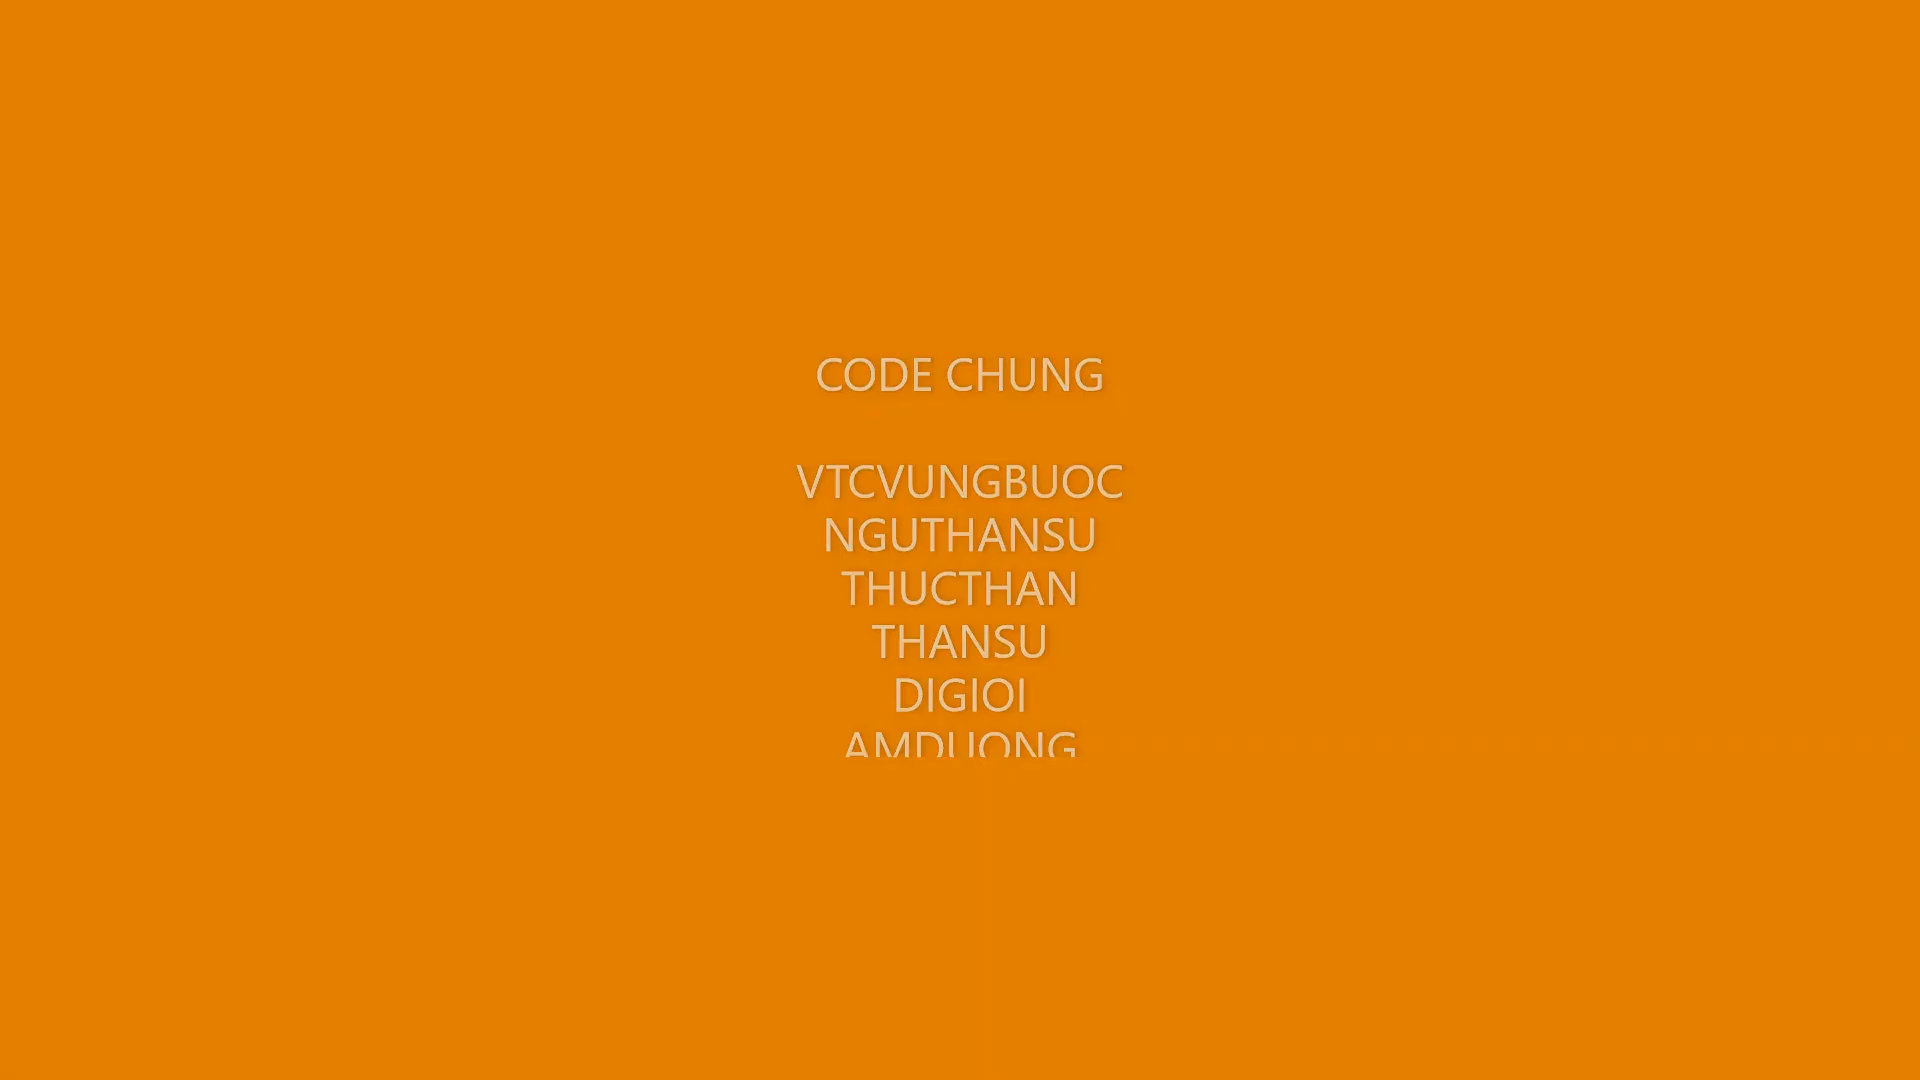 CODE CHUNG
VTCVUNGBUOC
NGUTHANSU
THUCTHAN
THANSU
DIGIOI
AMDUONG